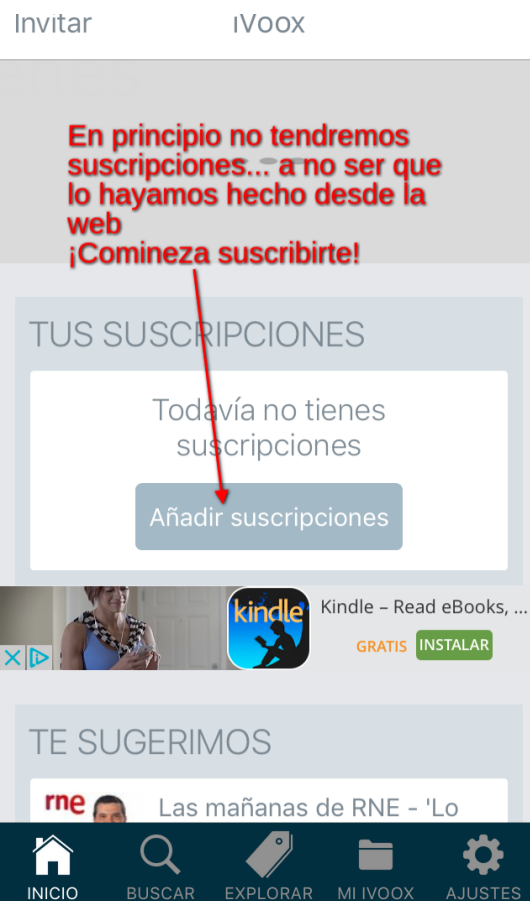 Invitar
iVoox
En principio no tendremos
suscripciones... a no ser que
lo hayamos hecho desde la
web
¡Comineza suscribirte!
TUS SUSCRIPCIONES
Todavía no tienes
suscripciones
Añadir suscripciones
kindle
Kindle – Read eBooks, ...
GRATIS
INSTALAR
TE SUGERIMOS
rne
Las mañanas de RNE - 'Lo
INICIO
BUSCAR
EXPLORAR
MI IVOOX
AJUSTES